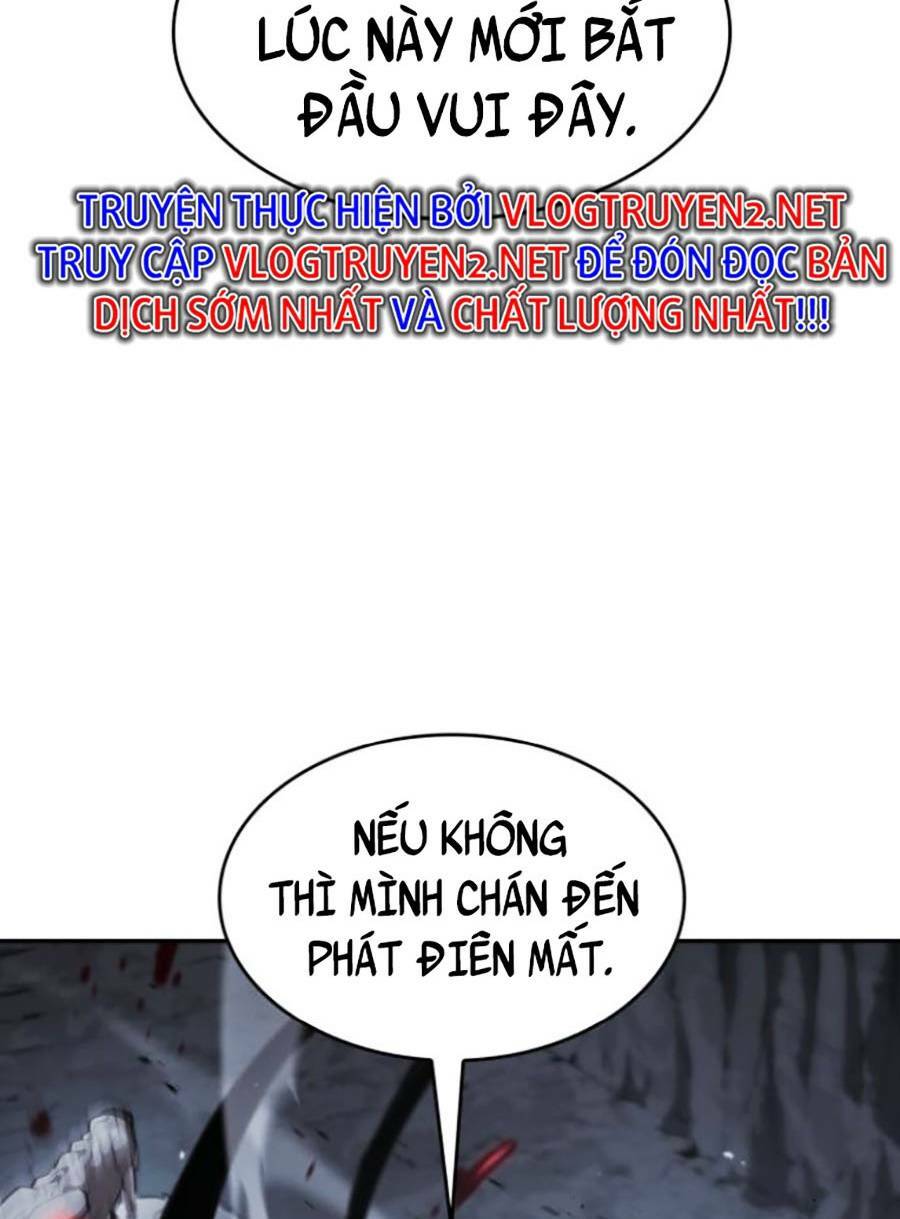 LÚC NÀY MỚI BẮT
ĐẦU VUI ĐÂY.
TRUYỆN THỰC HIỆN BỞI VLOGTRUYEN2.NET
TRUY CẬP VLOGTRUYEN2.NET ĐỂ ĐÓN ĐỌC BẢN
DỊCH SỚM NHẤT VÀ CHẤT LƯỢNG NHẤT!!!
NẾU KHÔNG
THÌ MÌNH CHÁN ĐẾN
PHÁT ĐIÊN MẤT.